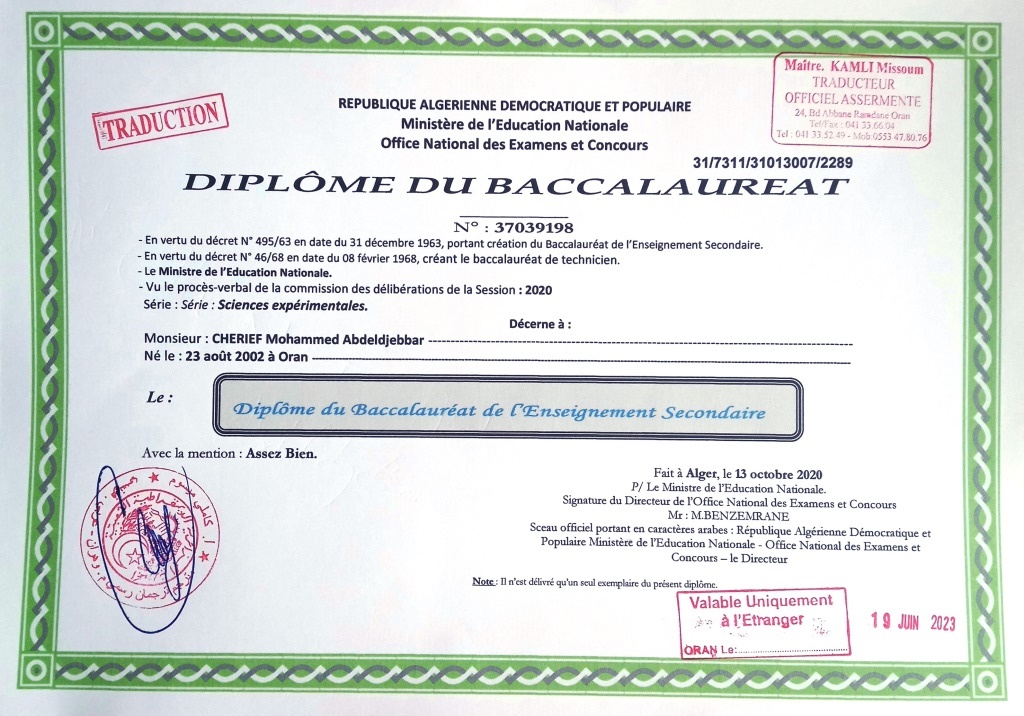 TRADUCTION
Maître. KAMLI Missoum
TRADUCTEUR
OFFICIEL ASSERMENTE
24, Bd Abbane Ramdane Oran
Tel/Fax : 041 33.66.04
Tel : 041 33.52.49 - Mob:0553 47.80.76
REPUBLIQUE ALGERIENNE DEMOCRATIQUE ET POPULAIRE
Ministère de l'Education Nationale
Office National des Examens et Concours
31/7311/31013007/2289
DIPLÔME DU BACCALAUREAT
N° : 37039198
- En vertu du décret N° 495/63 en date du 31 décembre 1963, portant création du Baccalauréat de l'Enseignement Secondaire.
- En vertu du décret N° 46/68 en date du 08 février 1968, créant le baccalauréat de technicien.
- Le Ministre de l'Education Nationale.
- Vu le procès-verbal de la commission des délibérations de la Session : 2020
Série : Série : Sciences expérimentales.
Décerne à :
Monsieur : CHERIEF Mohammed Abdeldjebbar
Né le : 23 août 2002 à Oran
Le :
Diplôme du Baccalauréat de l'Enseignement Secondaire
Avec la mention : Assez Bien.
Fait à Alger, le 13 octobre 2020
P/ Le Ministre de l'Education Nationale.
Signature du Directeur de l'Office National des Examens et Concours
Mr : M.BENZEMRANE
Sceau officiel portant en caractères arabes : République Algérienne Démocratique et
Populaire Ministère de l'Education Nationale - Office National des Examens et
Concours – le Directeur
Note : Il n'est délivré qu'un seul exemplaire du présent diplôme.
Valable Uniquement
à l'Etranger
ORAN Le:
19 JUIN 2023